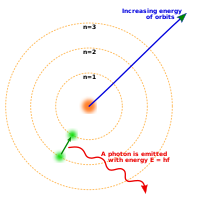 Increasing energy
of orbits
n=3
n=2
n=1
A photon is emitted
with energy E = hf